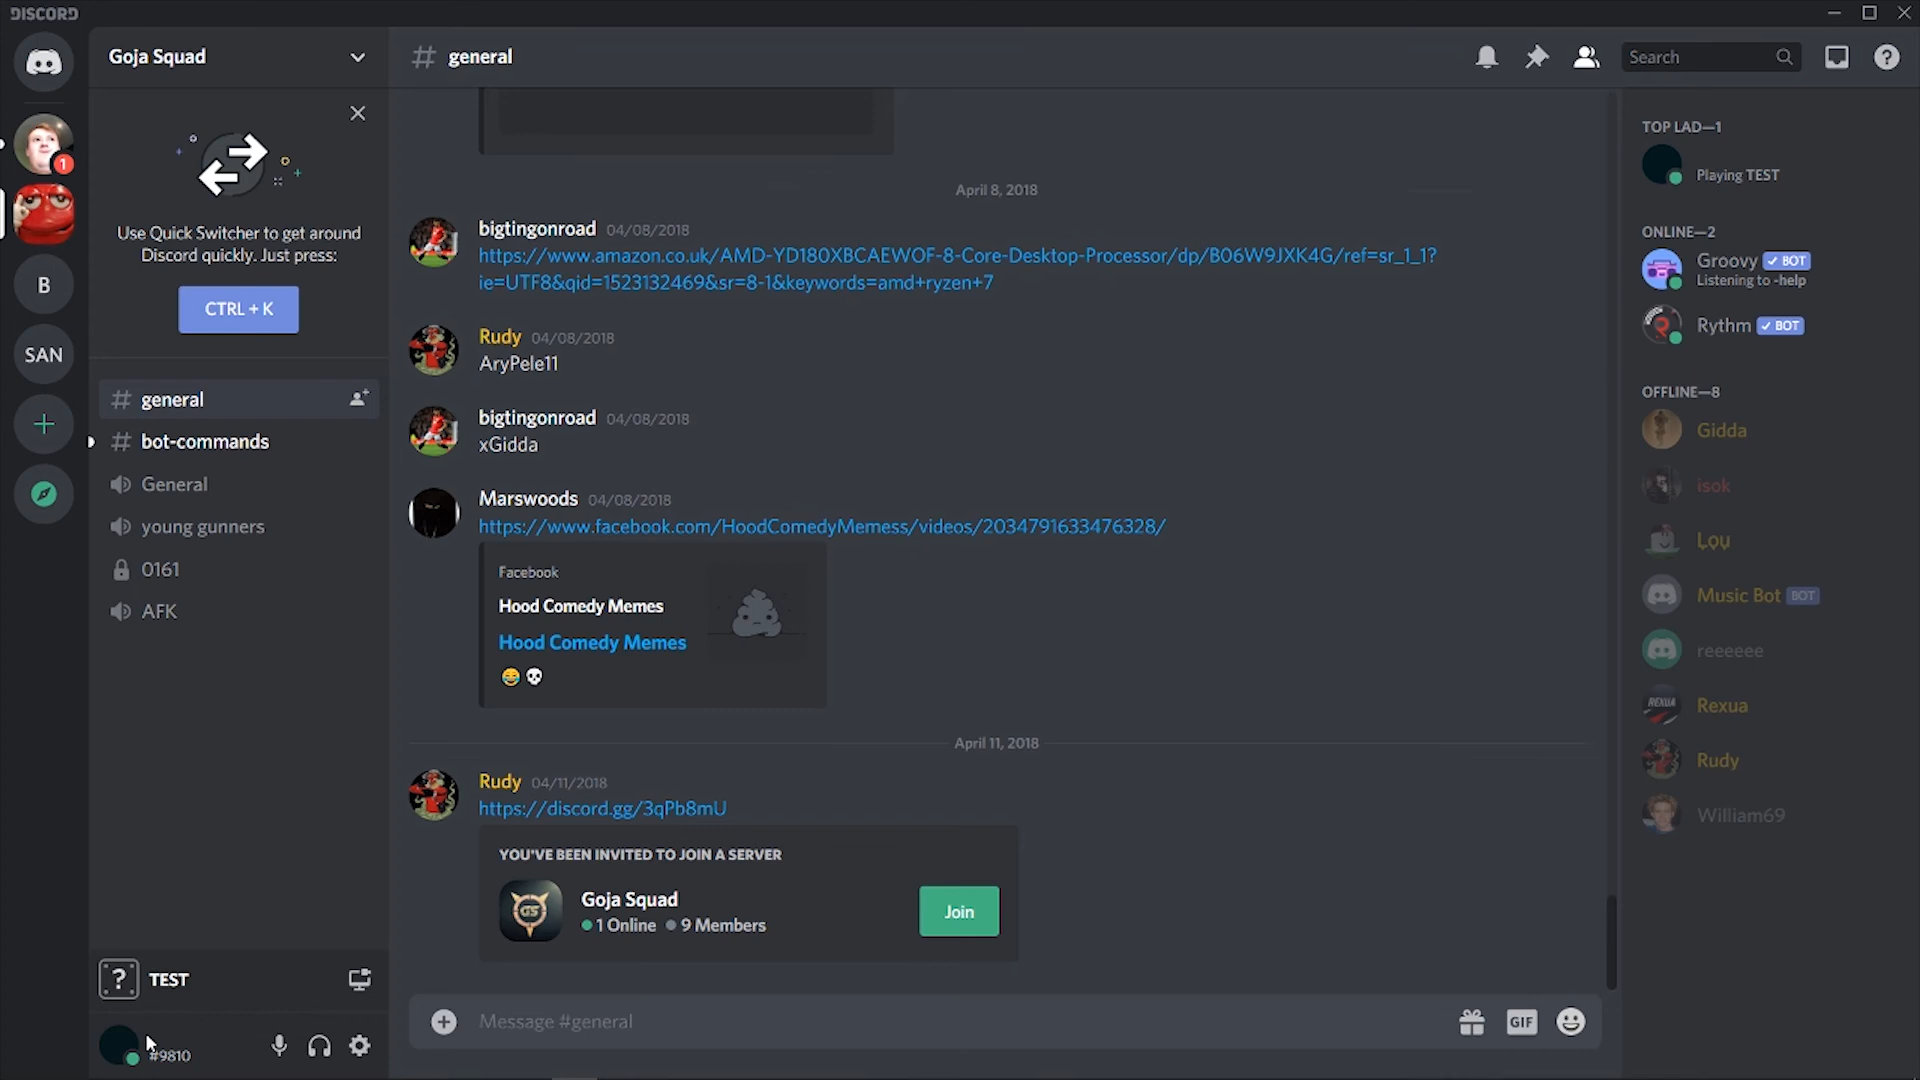 DISCORD
Goja Squad
Use Quick Switcher to get around
Discord quickly. Just press:
CTRL + K
general
bot-commands
General
young gunners
0161
AFK
1
B
SAN
TEST
#9810
general
Search
April 8, 2018
bigtingonroad 04/08/2018
https://www.amazon.co.uk/AMD-YD180XBCAEWOF-8-Core-Desktop-Processor/dp/B06W9JXK4G/ref=sr_1_1?
ie=UTF8&qid=1523132469&sr=8-1&keywords=amd+ryzen+7
Rudy 04/08/2018
AryPele11
bigtingonroad 04/08/2018
xGidda
Marswoods 04/08/2018
https://www.facebook.com/HoodComedyMemess/videos/2034791633476328/
Facebook
Hood Comedy Memes
Hood Comedy Memes
😂 💀
April 11, 2018
Rudy 04/11/2018
https://discord.gg/3qPb8mU
YOU'VE BEEN INVITED TO JOIN A SERVER
GS
Goja Squad
1 Online 9 Members
Join
Message #general
GIF
TOP LAD—1
Playing TEST
ONLINE—2
Groovy BOT
Listening to -help
Rythm BOT
OFFLINE—8
Gidda
isok
Lọụ
Music Bot BOT
reeeeee
REXUA
Rexua
Rudy
William69